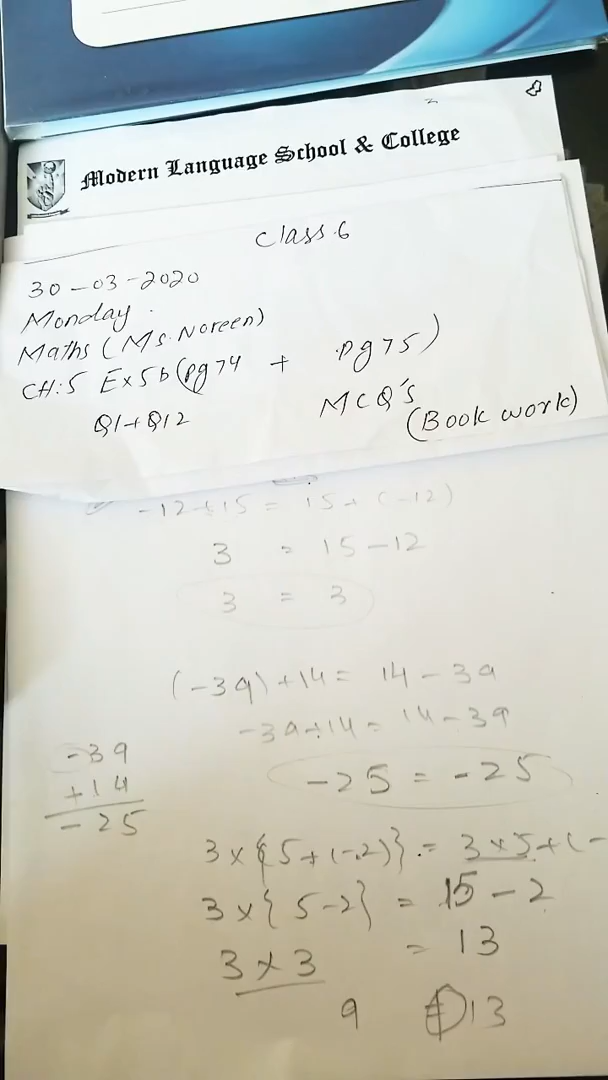 Modern Language School & College
Class 6
30-03-2020
Monday.
Maths (Ms. Noreen)
CH:5 Ex 5b (pg 74 + pg 75)
Q1→Q12 MCQ's
(Book work)
-12+15 = 15+(-12)
3 = 15-12
3 = 3
(-39)+14 = 14-39
-39+14 = 14-39
-39
+14
-25
-25 = -25
3×{5+(-2)} = 3×5+(-
3×{5-2} = 15-2
3×3 = 13
9 ≠ 13